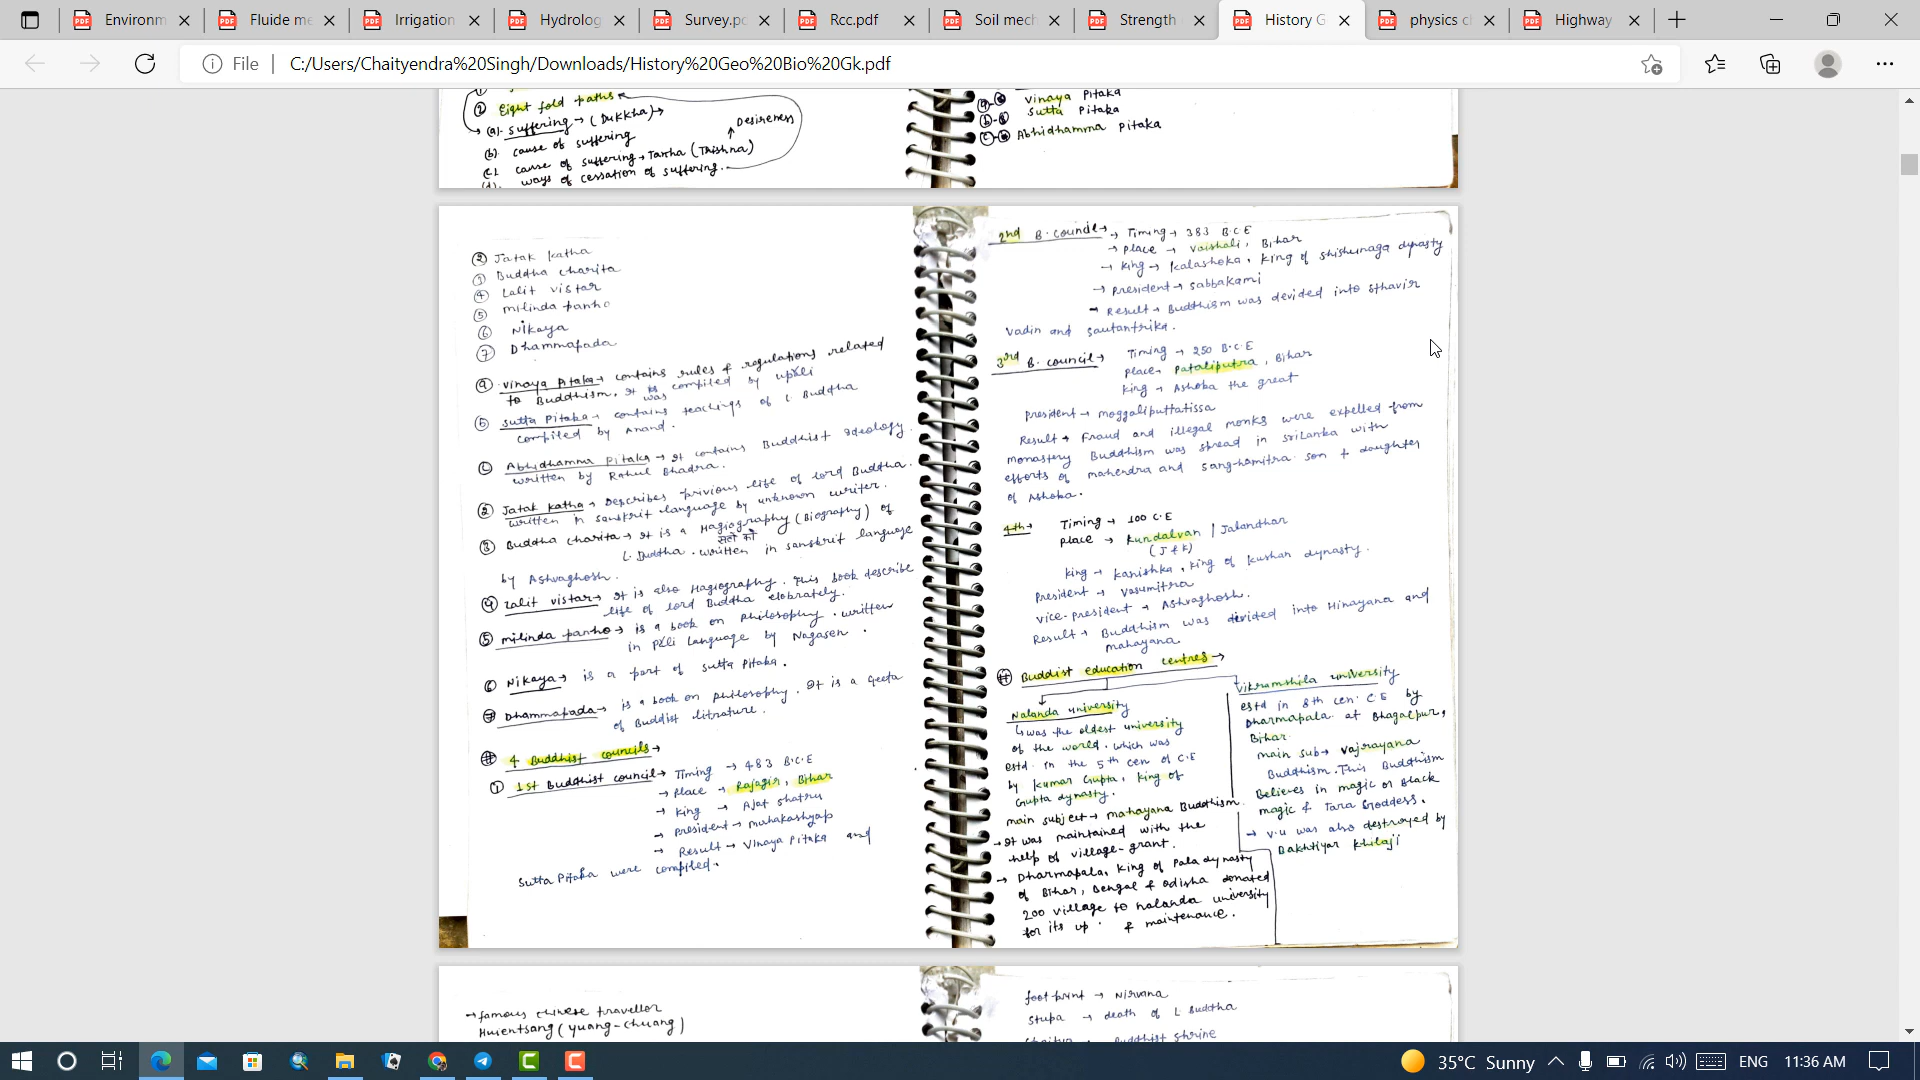 Environm
Fluide me
Irrigation
Hydrolog
Survey.pd
Rcc.pdf
Soil mech
Strength
History G
physics cl
Highway
File
C:/Users/Chaityendra%20Singh/Downloads/History%20Geo%20Bio%20Gk.pdf
② Eight fold paths
(a). suffering → (Dukkha) →
Desireness
(b). cause of suffering
(c). cause of suffering → Tanha (Trishna)
(d). ways of cessation of suffering.
(a)- Vinaya Pitaka
(b)- Sutta Pitaka
(c)- Abhidhamma Pitaka
② Jatak katha
③ Buddha charita
④ Lalit vistar
⑤ milinda panho
⑥ Nikaya
⑦ Dhammapada
ⓐ Vinaya Pitaka → contains rules & regulations related
to Buddhism. It was compiled by upali
ⓑ Sutta Pitaka → contains teachings of L. Buddha
compiled by Anand.
ⓒ Abhidhamma Pitaka → It contains Buddhist Ideology.
written by Rahul Bhadra.
② Jatak katha → Describes privious life of lord Buddha.
written in sanskrit language by unknown writer.
③ Buddha charita → It is a Hagiography (Biography) of
संतो की
L. Buddha. written in sanskrit language
by Ashvaghosh.
④ Lalit vistar → It is also Hagiography. This book describe
life of lord Buddha elobrately.
⑤ milinda panho → is a book on philosophy. written
in Pali language by Nagasen.
⑥ Nikaya → is a part of sutta Pitaka.
⑦ Dhammapada → is a book on philosophy. It is a Geeta
of Buddist litrature.
# 4 Buddhist councils →
① 1st Buddhist council → Timing → 483 B.C.E
→ Place → Rajagir, Bihar
→ King → Ajat shatru
→ President → mahakashyap
→ Result → Vinaya Pitaka and
Sutta Pitaka were compiled.
2nd B. council → → Timing → 383 B.C.E
→ Place → Vaishali, Bihar
→ King → Kalashoka, King of Shishunaga dynasty
→ President → sabbakami
→ Result → Buddhism was devided into sthavir
vadin and sautantrika.
3rd B. council → Timing → 250 B.C.E
Place → Pataliputra, Bihar
King → Ashoka the great
President → moggaliputtatissa
Result → Fraud and illegal monks were expelled from
monastery Buddhism was spread in srilanka with
efforts of mahendra and sanghamitra son & daughter
of Ashoka.
4th → Timing → 100 C.E
Place → Kundalvan / Jalandhar
(J & K)
King → Kanishka, King of kushan dynasty.
President → Vasumitra
vice-president → Ashvaghosh.
Result → Buddhism was devided into Hinayana and
mahayana
# Buddist education centres →
Nalanda university
↳ was the oldest university
of the world. which was
estd. in the 5th cen of C.E
by Kumar Gupta, King of
Gupta dynasty.
main subject → mahayana Buddhism.
→ It was maintained with the
help of village-grant.
→ Dharmapala, King of Pala dynasty
of Bihar, Bengal & Odisha donated
200 village to nalanda university
for its up & maintenance.
Vikramshila university
estd in 8th cen. C.E by
Dharmapala at Bhagalpur,
Bihar.
main sub → Vajrayana
Buddhism. This Buddhism
Believes in magic or Black
magic & Tara Goddess.
→ V.U was also destroyed by
Bakhtiyar khilaji
→ famous chinese traveller
Huientsang (yuang-chuang)
foot print → Nirvana
Stupa → death of L Buddha
Buddhist shrine
35°C Sunny
ENG
11:36 AM